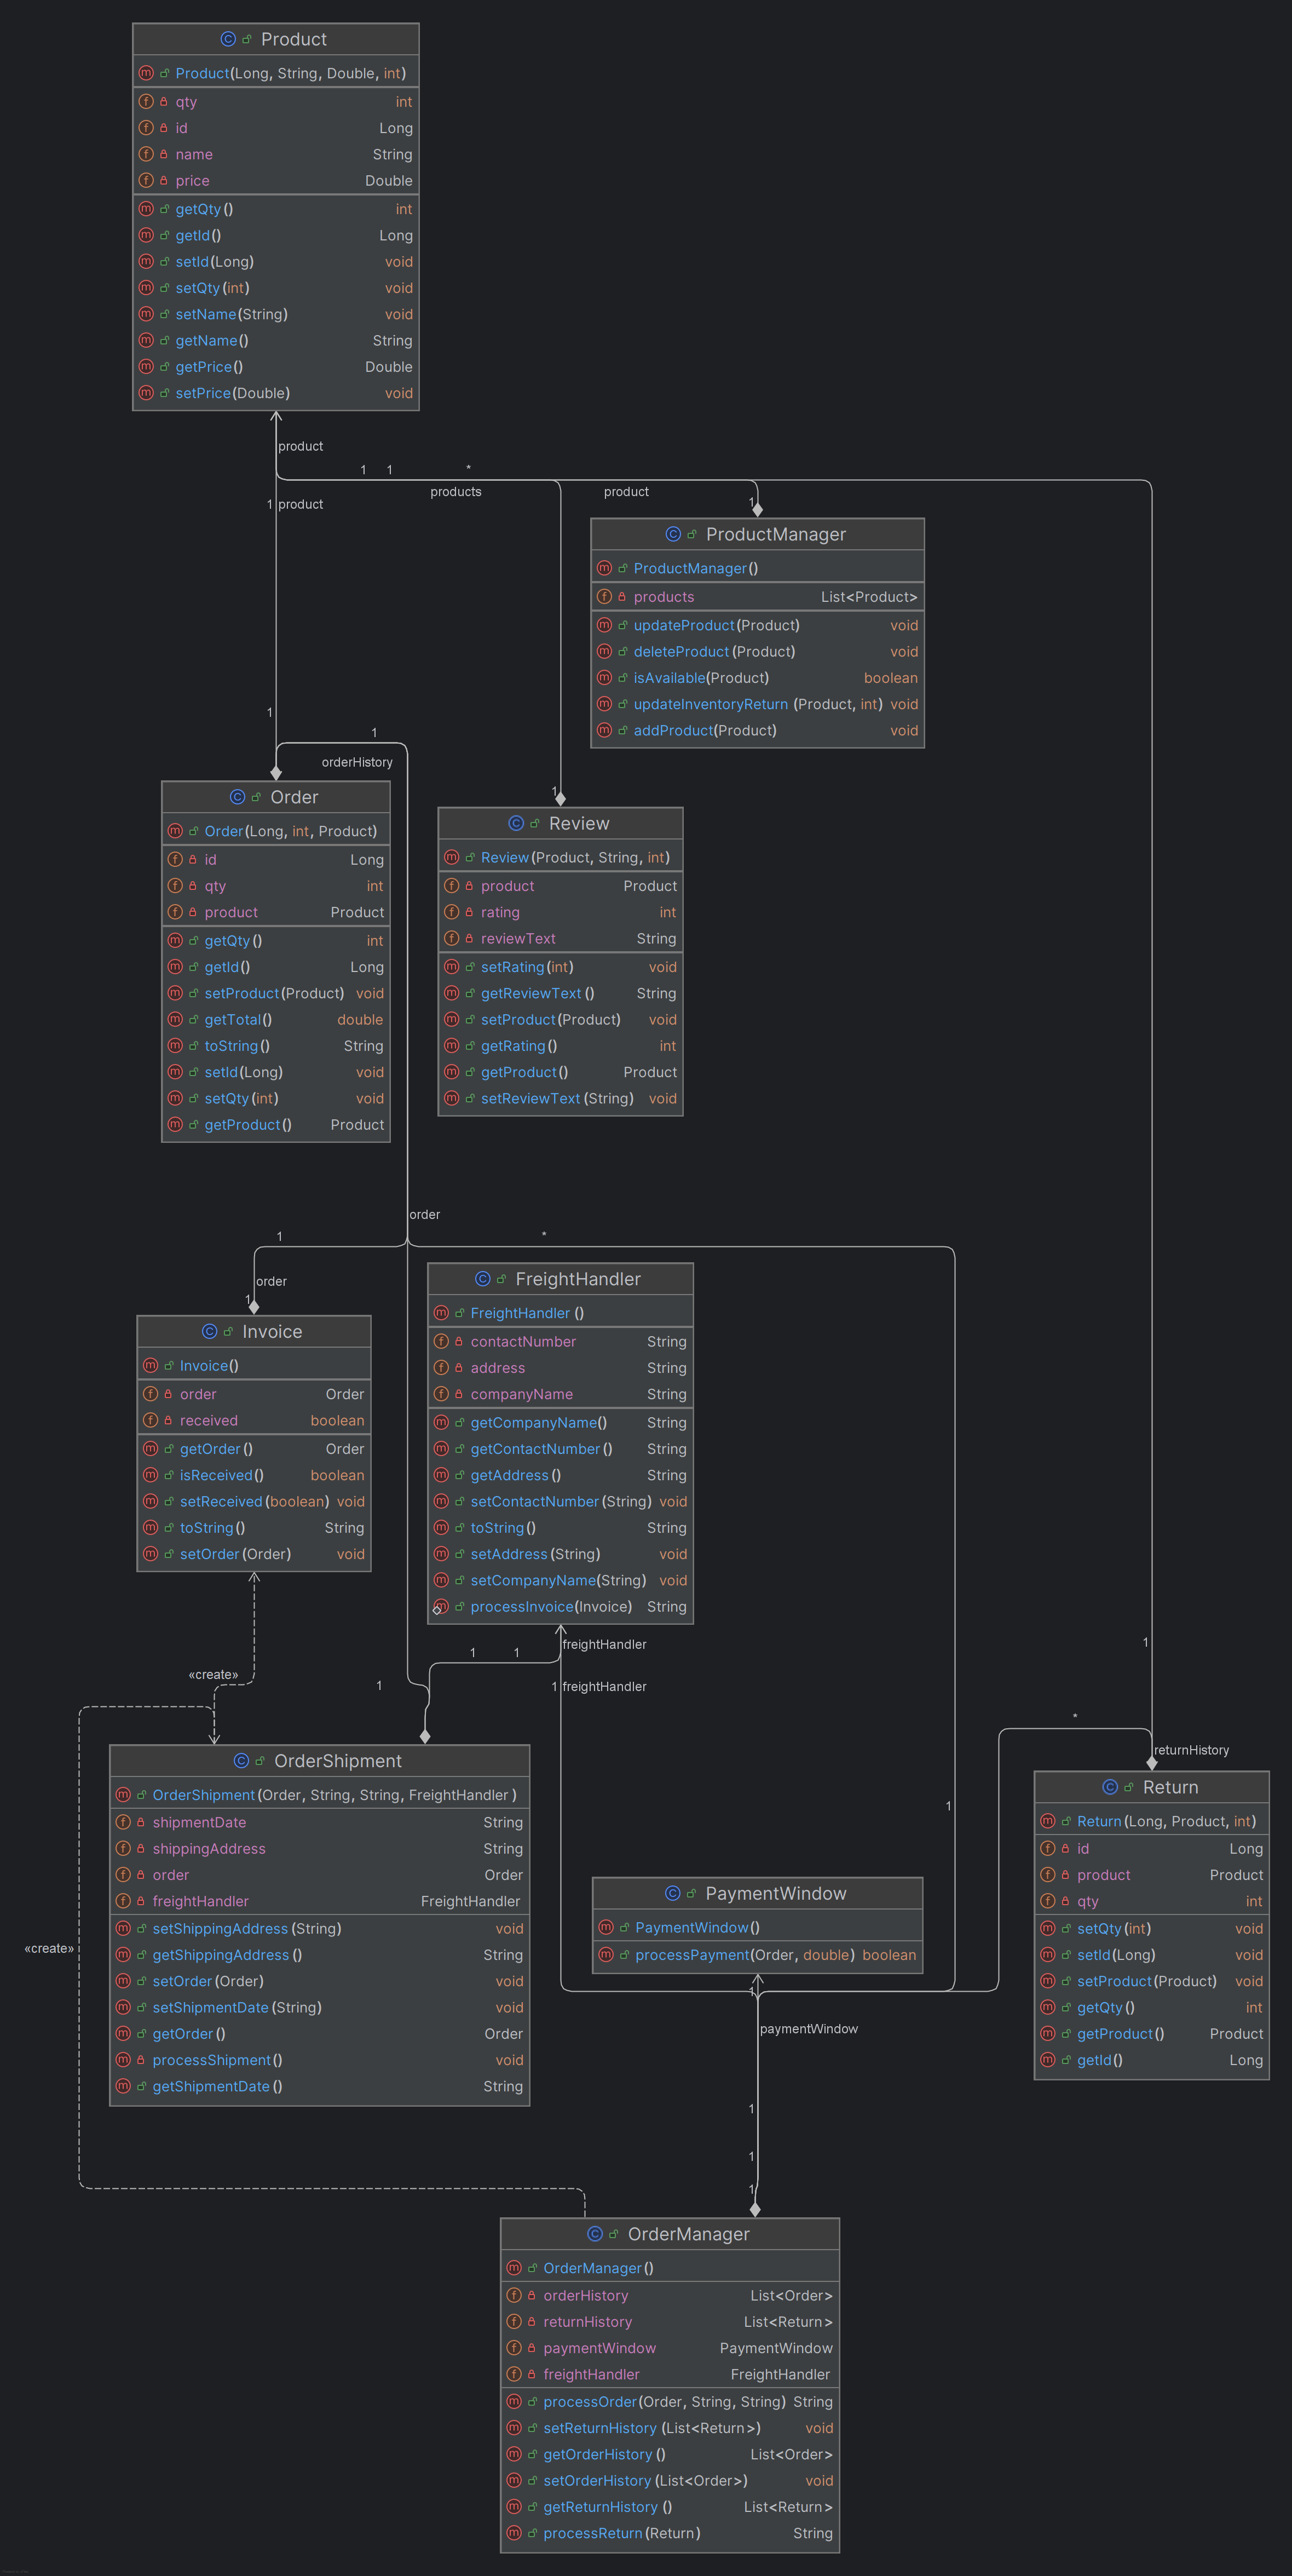 Product
Product(Long, String, Double, int)
qty int
id Long
name String
price Double
getQty() int
getId() Long
setId(Long) void
setQty(int) void
setName(String) void
getName() String
getPrice() Double
setPrice(Double) void
product
1 1 *
products product
1 product
1
ProductManager
ProductManager()
products List<Product>
updateProduct(Product) void
deleteProduct(Product) void
isAvailable(Product) boolean
updateInventoryReturn(Product, int) void
addProduct(Product) void
1
1
orderHistory
1
Order
Order(Long, int, Product)
id Long
qty int
product Product
getQty() int
getId() Long
setProduct(Product) void
getTotal() double
toString() String
setId(Long) void
setQty(int) void
getProduct() Product
1
Review
Review(Product, String, int)
product Product
rating int
reviewText String
setRating(int) void
getReviewText() String
setProduct(Product) void
getRating() int
getProduct() Product
setReviewText(String) void
order
1 *
order
1
Invoice
Invoice()
order Order
received boolean
getOrder() Order
isReceived() boolean
setReceived(boolean) void
toString() String
setOrder(Order) void
FreightHandler
FreightHandler()
contactNumber String
address String
companyName String
getCompanyName() String
getContactNumber() String
getAddress() String
setContactNumber(String) void
toString() String
setAddress(String) void
setCompanyName(String) void
processInvoice(Invoice) String
freightHandler
1 1 1
«create»
1 1 freightHandler
*
returnHistory
OrderShipment
OrderShipment(Order, String, String, FreightHandler)
shipmentDate String
shippingAddress String
order Order
freightHandler FreightHandler
setShippingAddress(String) void
getShippingAddress() String
setOrder(Order) void
setShipmentDate(String) void
getOrder() Order
processShipment() void
getShipmentDate() String
«create»
1
PaymentWindow
PaymentWindow()
processPayment(Order, double) boolean
1
paymentWindow
1
1
1
Return
Return(Long, Product, int)
id Long
product Product
qty int
setQty(int) void
setId(Long) void
setProduct(Product) void
getQty() int
getProduct() Product
getId() Long
OrderManager
OrderManager()
orderHistory List<Order>
returnHistory List<Return>
paymentWindow PaymentWindow
freightHandler FreightHandler
processOrder(Order, String, String) String
setReturnHistory(List<Return>) void
getOrderHistory() List<Order>
setOrderHistory(List<Order>) void
getReturnHistory() List<Return>
processReturn(Return) String